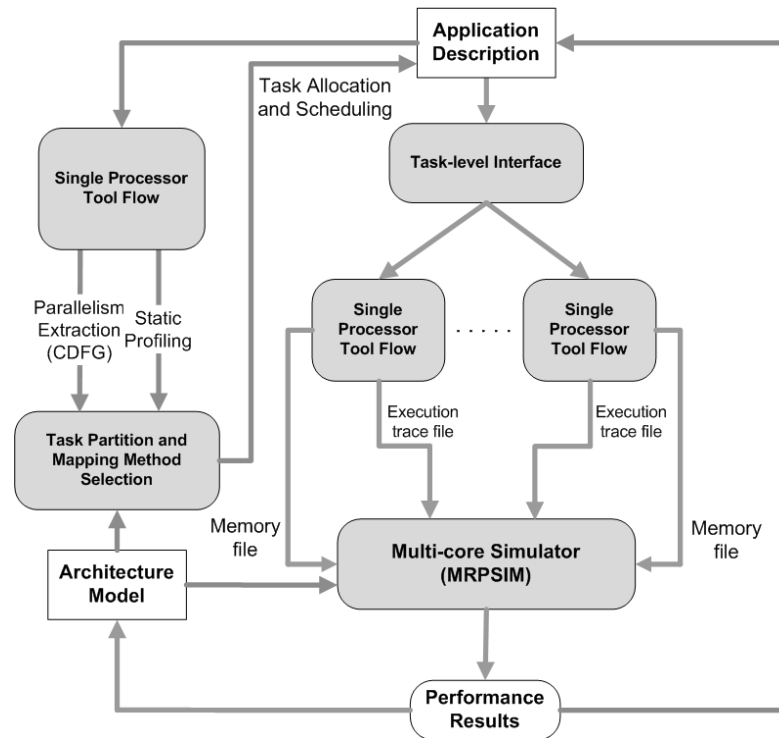 Application
Description
Task Allocation
and Scheduling
Single Processor
Tool Flow
Task-level Interface
Parallelism
Extraction
(CDFG)
Static
Profiling
Single
Processor
Tool Flow
. . . . .
Single
Processor
Tool Flow
Execution
trace file
Execution
trace file
Task Partition and
Mapping Method
Selection
Memory
file
Memory
file
Multi-core Simulator
(MRPSIM)
Architecture
Model
Performance
Results